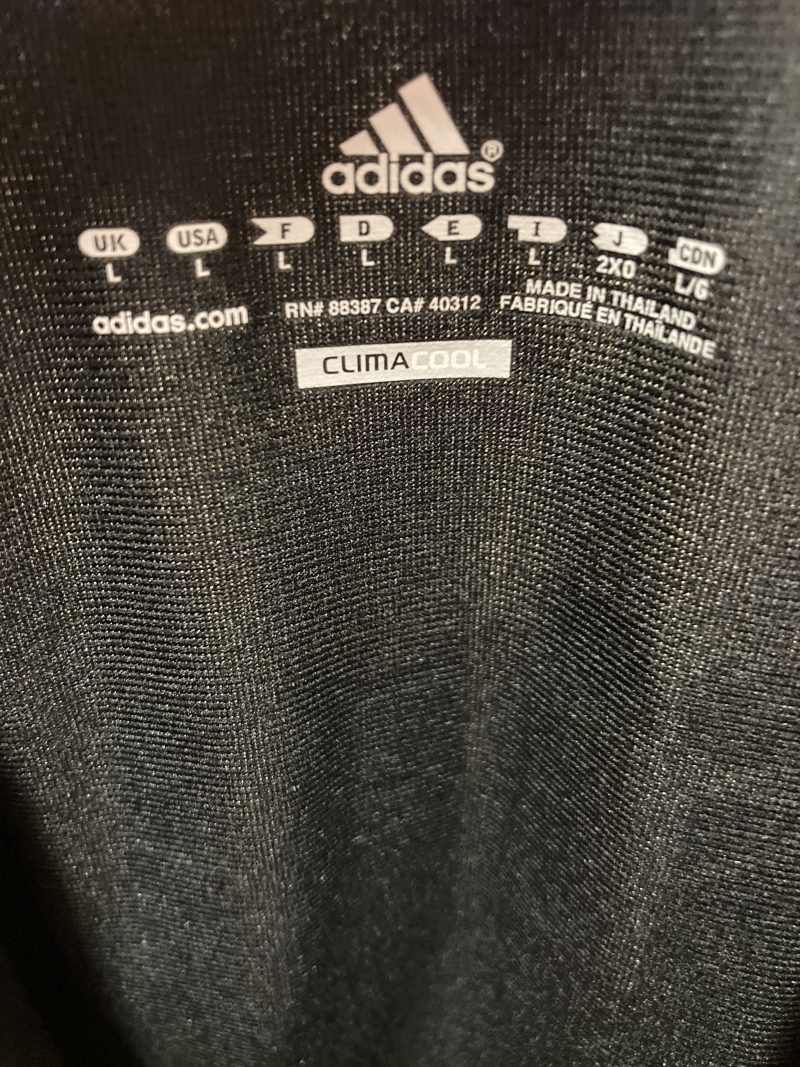 adidas®
UK USA F D E I J CDN
L L L L L L 2XO L/G
adidas.com RN# 88387 CA# 40312 MADE IN THAILAND
FABRIQUÉ EN THAÏLANDE
CLIMACOOL